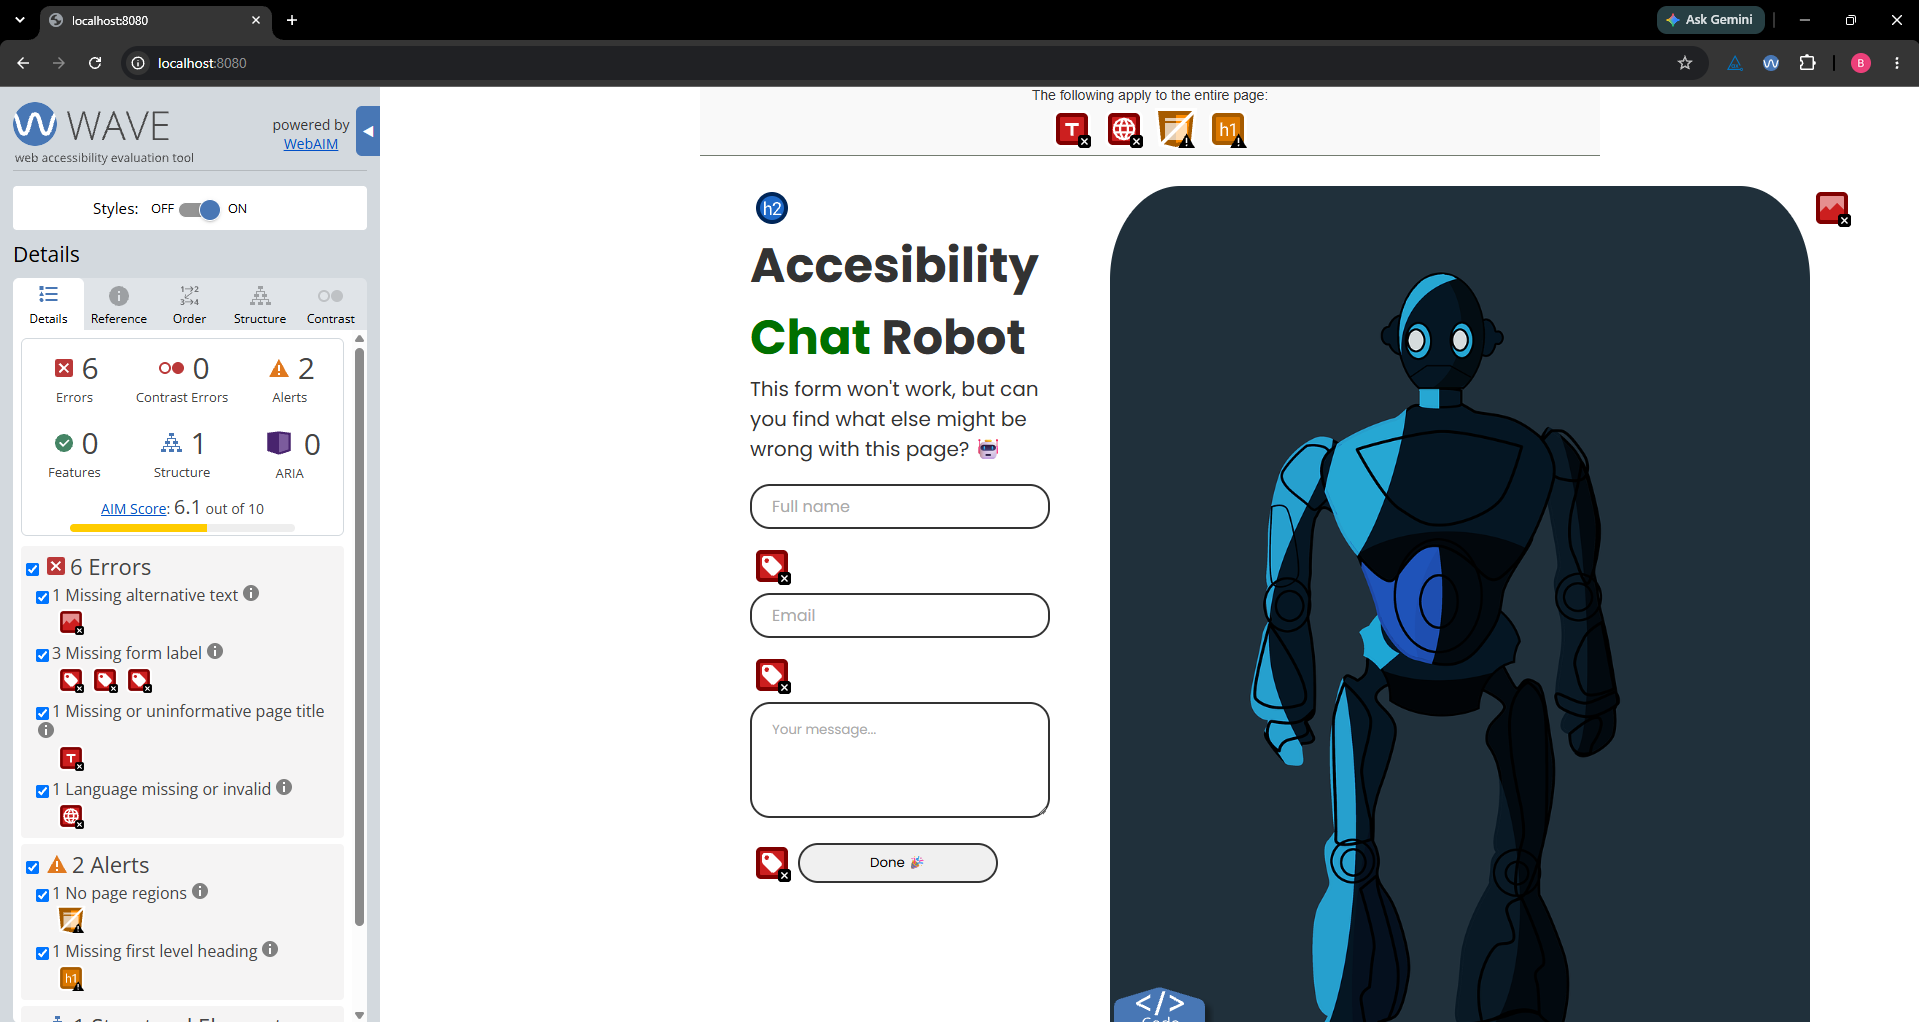 localhost:8080
Ask Gemini
localhost:8080
B
WAVE
web accessibility evaluation tool
powered by
WebAIM
Styles: OFF ON
Details
Details
Reference
Order
Structure
Contrast
6
Errors
0
Contrast Errors
2
Alerts
0
Features
1
Structure
0
ARIA
AIM Score: 6.1 out of 10
6 Errors
1 Missing alternative text
3 Missing form label
1 Missing or uninformative page title
1 Language missing or invalid
2 Alerts
1 No page regions
1 Missing first level heading
h1
The following apply to the entire page:
h1
h2
Accesibility
Chat Robot
This form won't work, but can
you find what else might be
wrong with this page?
Full name
Email
Your message...
Done
</>
Code